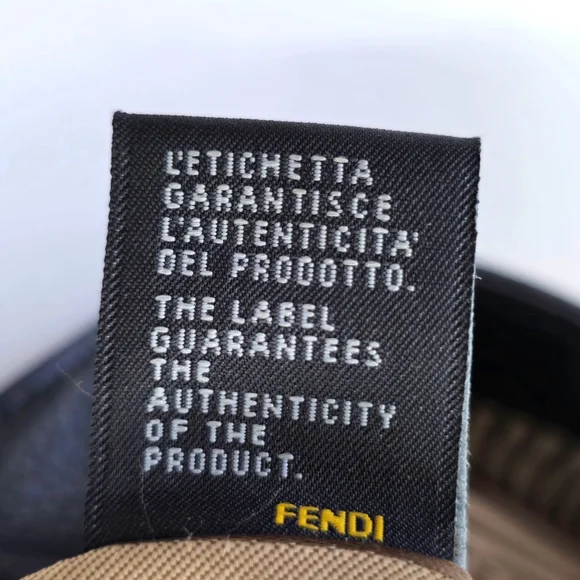 L'ETICHETTA
GARANTISCE
L'AUTENTICITA'
DEL PRODOTTO.
THE LABEL
GUARANTEES
THE
AUTHENTICITY
OF THE
PRODUCT.
FENDI